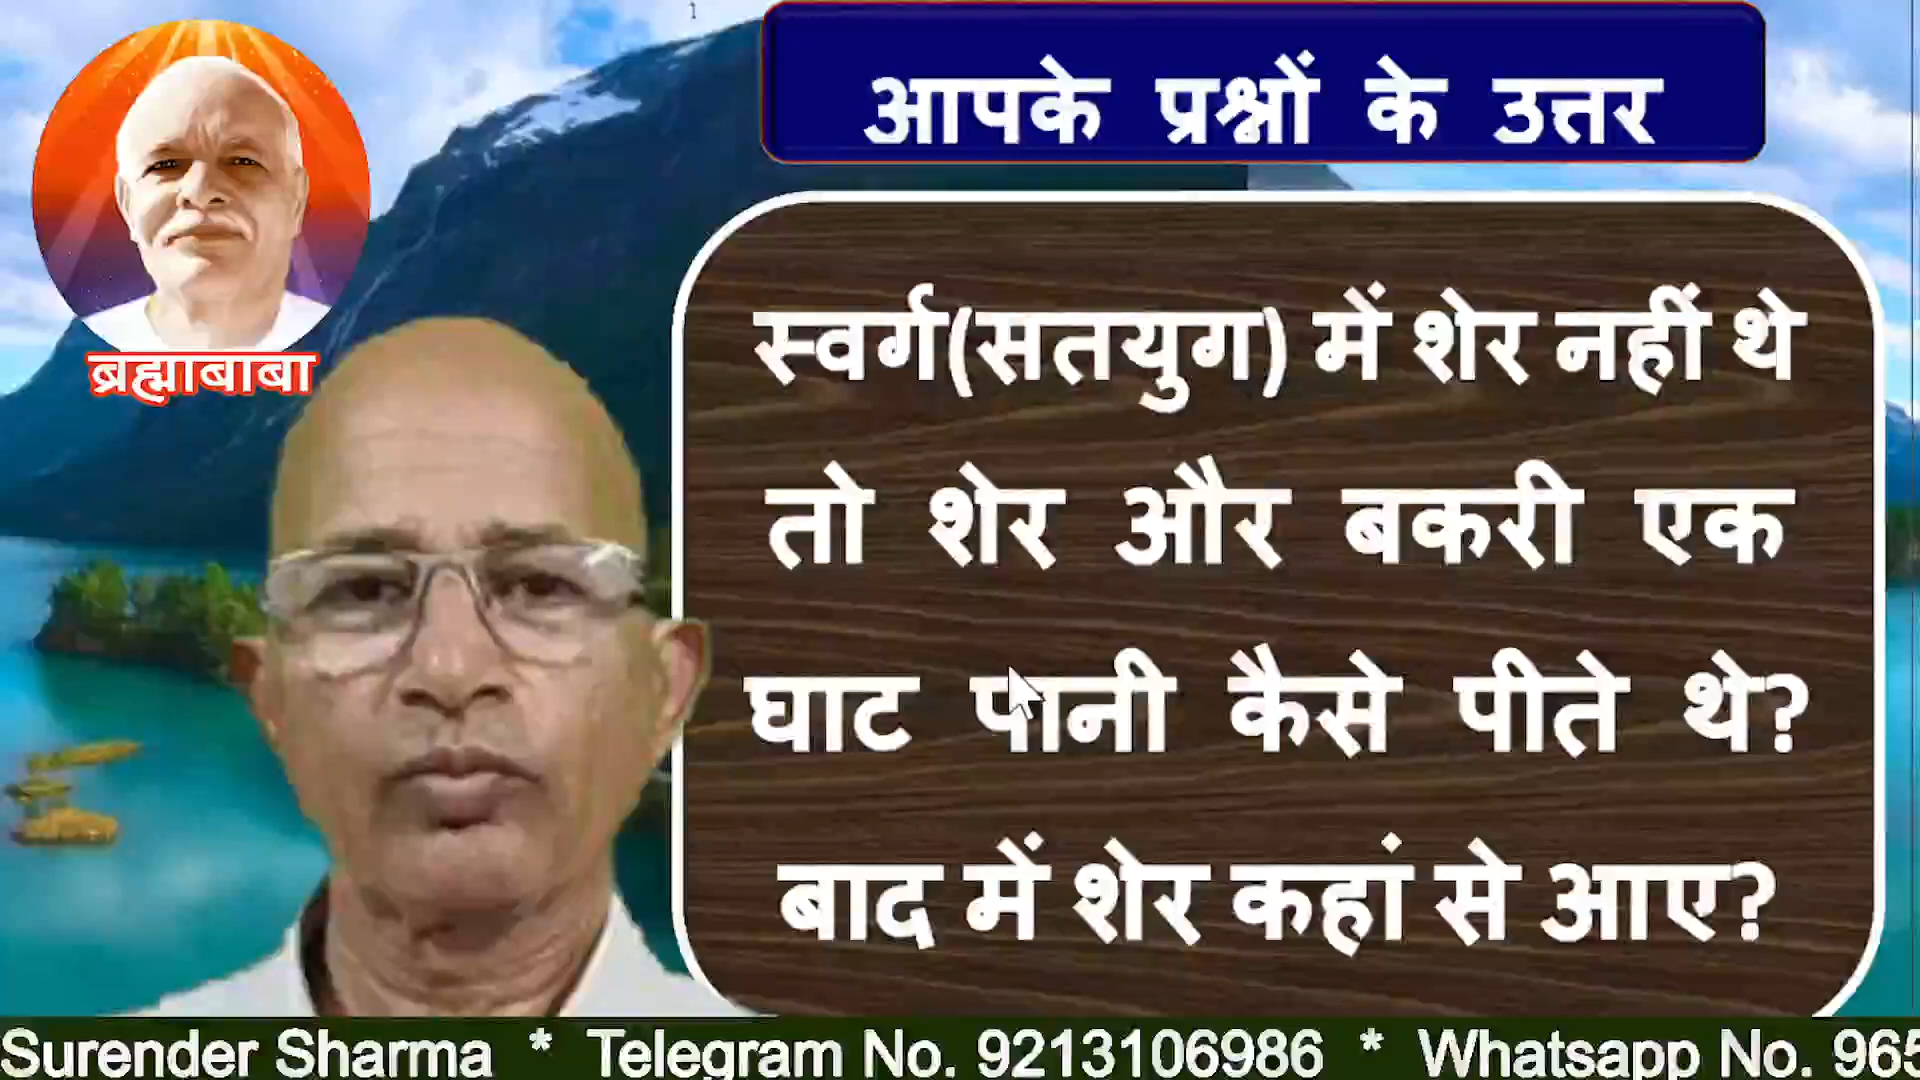 1
आपके प्रश्नों के उत्तर
ब्रह्माबाबा
स्वर्ग(सतयुग) में शेर नहीं थे
तो शेर और बकरी एक
घाट पानी कैसे पीते थे?
बाद में शेर कहां से आए?
Surender Sharma * Telegram No. 9213106986 * Whatsapp No. 965